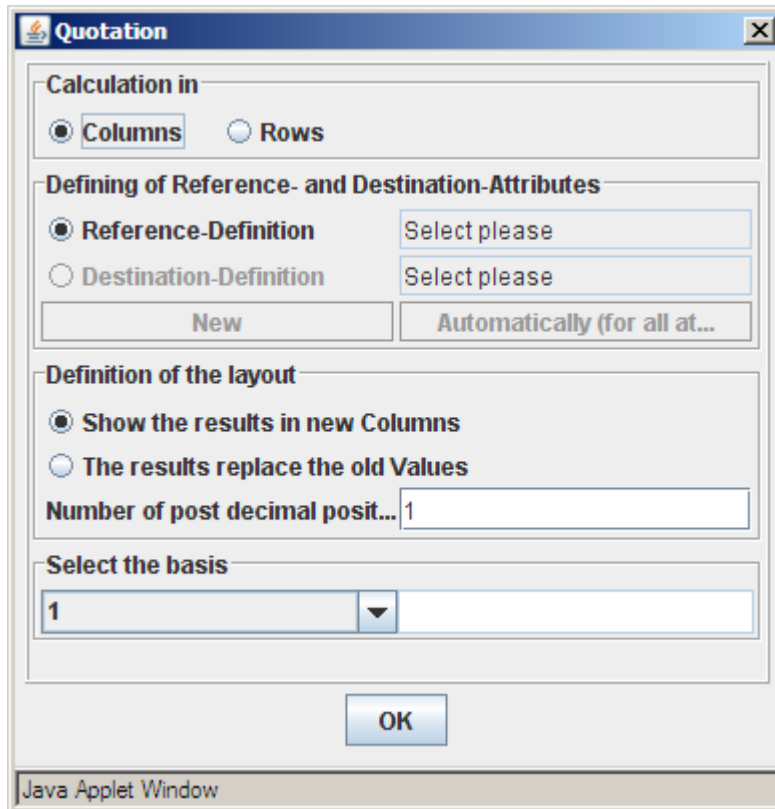 Quotation
Calculation in
Columns Rows
Defining of Reference- and Destination-Attributes
Reference-Definition Select please
Destination-Definition Select please
New Automatically (for all at...
Definition of the layout
Show the results in new Columns
The results replace the old Values
Number of post decimal posit... 1
Select the basis
1
OK
Java Applet Window